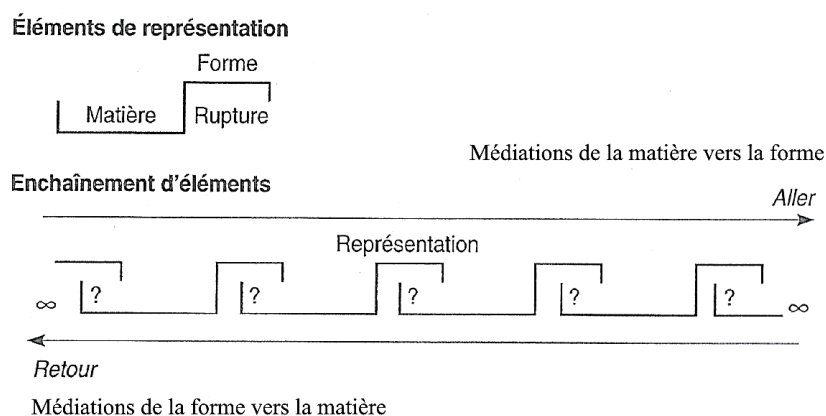 Éléments de représentation
Forme
Matière
Rupture
Médiations de la matière vers la forme
Enchaînement d'éléments
Aller
Représentation
∞ ? ? ? ? ? ∞
Retour
Médiations de la forme vers la matière